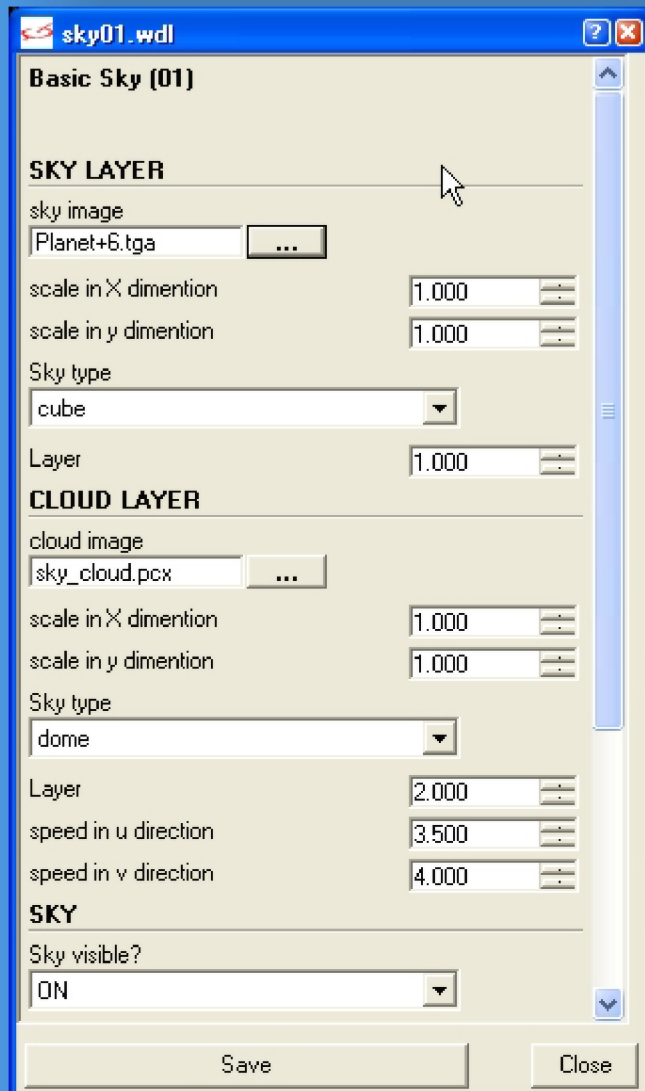 sky01.wdl
Basic Sky (01)
SKY LAYER
sky image
Planet+6.tga ...
scale in X dimention 1.000
scale in y dimention 1.000
Sky type
cube
Layer 1.000
CLOUD LAYER
cloud image
sky_cloud.pcx ...
scale in X dimention 1.000
scale in y dimention 1.000
Sky type
dome
Layer 2.000
speed in u direction 3.500
speed in v direction 4.000
SKY
Sky visible?
ON
Save Close